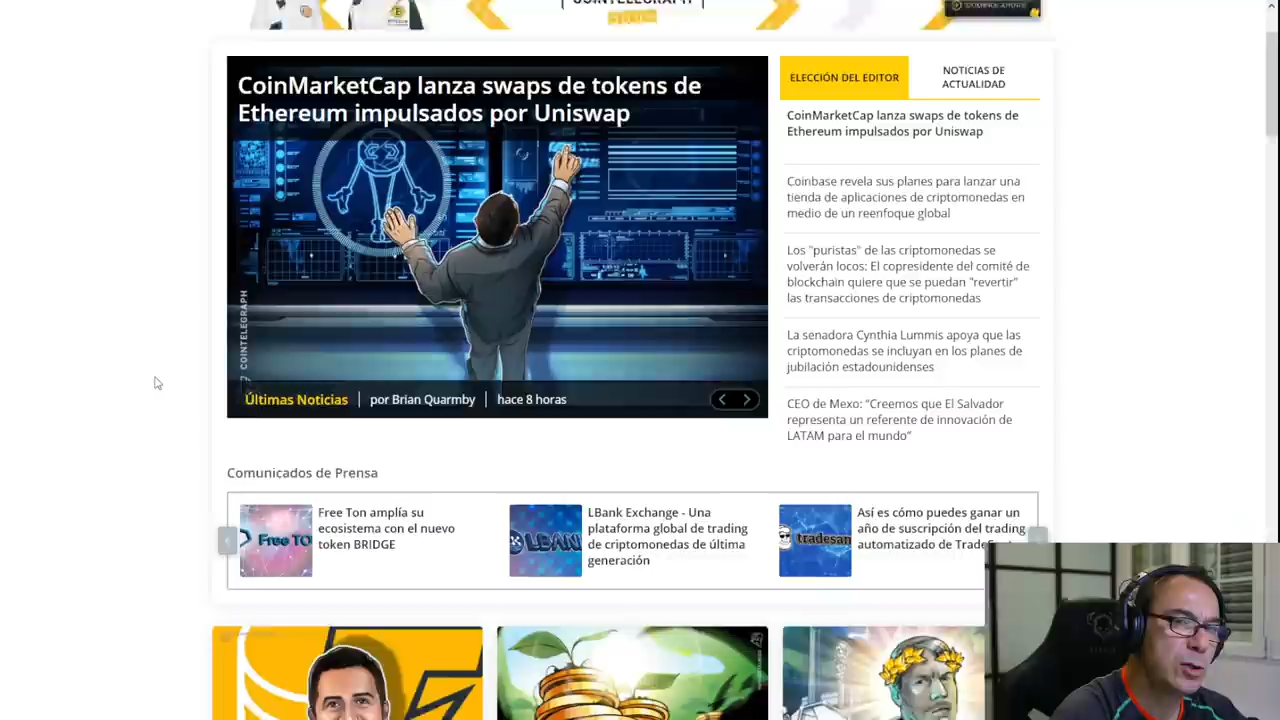 COINTELEGRAPH
CoinMarketCap lanza swaps de tokens de
Ethereum impulsados por Uniswap
COINTELEGRAPH
Últimas Noticias
por Brian Quarmby
hace 8 horas
ELECCIÓN DEL EDITOR
NOTICIAS DE
ACTUALIDAD
CoinMarketCap lanza swaps de tokens de
Ethereum impulsados por Uniswap
Coinbase revela sus planes para lanzar una
tienda de aplicaciones de criptomonedas en
medio de un reenfoque global
Los "puristas" de las criptomonedas se
volverán locos: El copresidente del comité de
blockchain quiere que se puedan "revertir"
las transacciones de criptomonedas
La senadora Cynthia Lummis apoya que las
criptomonedas se incluyan en los planes de
jubilación estadounidenses
CEO de Mexo: “Creemos que El Salvador
representa un referente de innovación de
LATAM para el mundo”
Comunicados de Prensa
Free TO
Free Ton amplía su
ecosistema con el nuevo
token BRIDGE
LBAN
LBank Exchange - Una
plataforma global de trading
de criptomonedas de última
generación
tradesan
Así es cómo puedes ganar un
año de suscripción del trading
automatizado de Trade